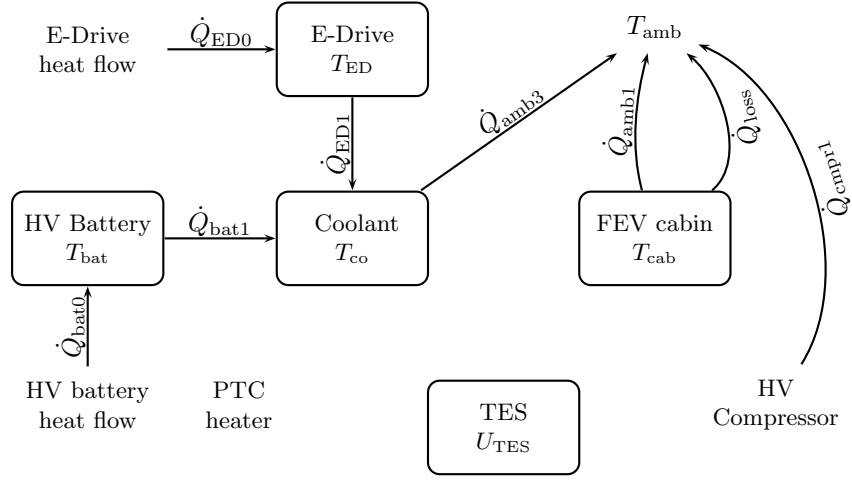 E-Drive
heat flow
Q̇ED0
E-Drive
TED
Tamb
Q̇ED1
Q̇amb3
Q̇amb1
Q̇loss
Q̇cmpr1
HV Battery
Tbat
Q̇bat1
Coolant
Tco
FEV cabin
Tcab
Q̇bat0
HV battery
heat flow
PTC
heater
TES
UTES
HV
Compressor